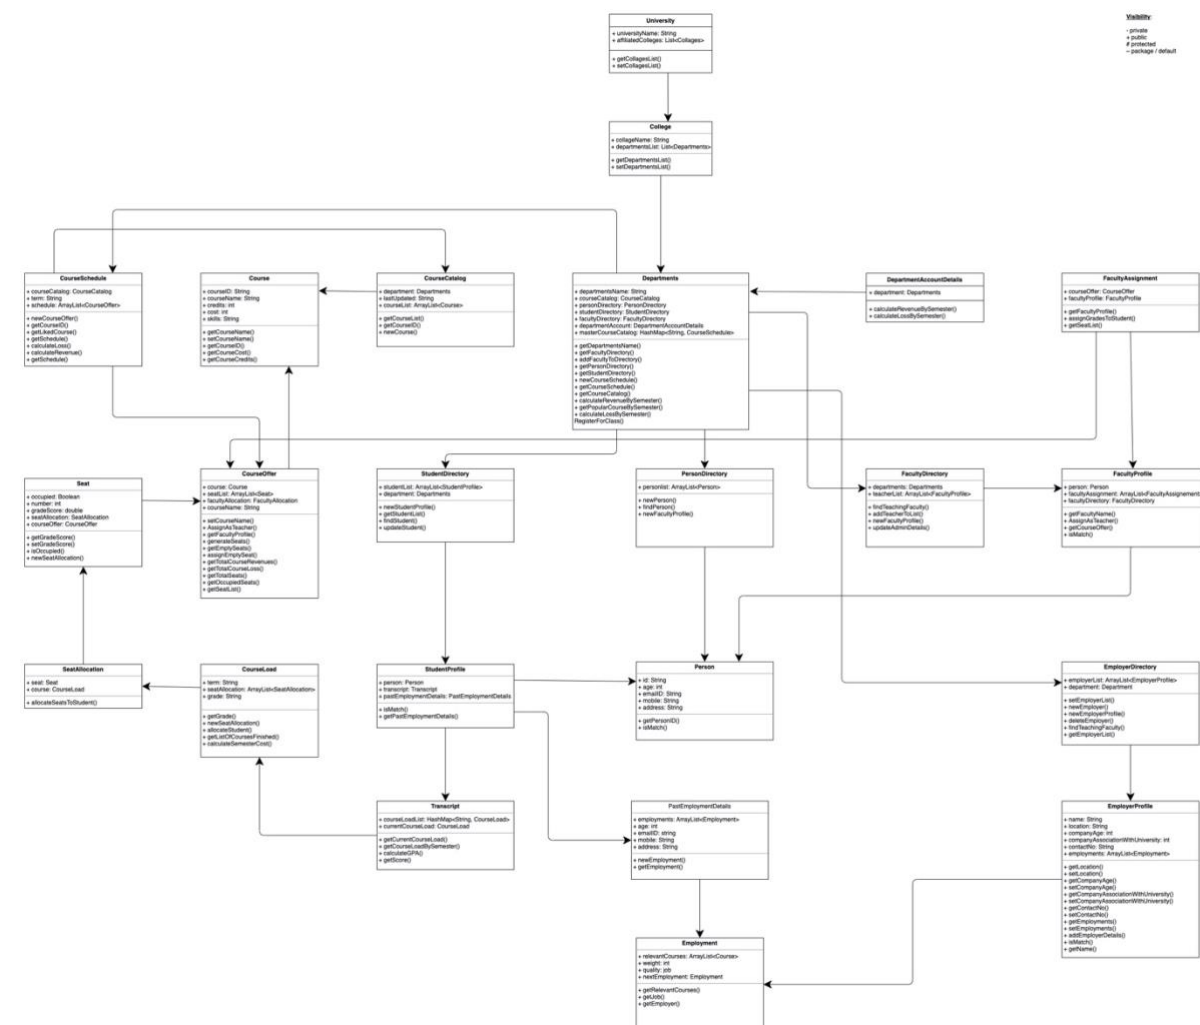 University
+ universityName: String
+ affiliatedColleges: List<Collages>
+ getCollagesList()
+ setCollagesList()
Visibility
- private
+ public
# protected
~ package / default
College
+ collageName: String
+ departmentsList: List<Departments>
+ getDepartmentsList()
+ setDepartmentsList()
CourseSchedule
+ courseCatalog: CourseCatalog
+ term: String
+ schedule: ArrayList<CourseOffer>
+ newCourseOffer()
+ getCourseID()
+ getLikedCourse()
+ getSchedule()
+ calculateLoss()
+ calculateRevenue()
+ getSchedule()
Course
+ courseID: String
+ courseName: String
+ credits: int
+ cost: int
+ skills: String
+ getCourseName()
+ setCourseName()
+ getCourseID()
+ getCourseCost()
+ getCourseCredits()
CourseCatalog
+ department: Departments
+ lastUpdated: String
+ courseList: ArrayList<Course>
+ getCourseList()
+ getCourseID()
+ newCourse()
Departments
+ departmentsName: String
+ courseCatalog: CourseCatalog
+ personDirectory: PersonDirectory
+ studentDirectory: StudentDirectory
+ facultyDirectory: FacultyDirectory
+ departmentAccount: DepartmentAccountDetails
+ masterCourseCatalog: HashMap<String, CourseSchedule>
+ getDepartmentsName()
+ getFacultyDirectory()
+ addFacultyToDirectory()
+ getPersonDirectory()
+ getStudentDirectory()
+ newCourseSchedule()
+ getCourseSchedule()
+ getCourseCatalog()
+ calculateRevenueBySemester()
+ getPopularCourseBySemester()
+ calculateLossBySemester()
RegisterForClass()
DepartmentAccountDetails
+ department: Departments
+ calculateRevenueBySemester()
+ calculateLossBySemester()
FacultyAssignment
+ courseOffer: CourseOffer
+ facultyProfile: FacultyProfile
+ getFacultyProfile()
+ assignGradesToStudent()
+ getSeatList()
Seat
+ occupied: Boolean
+ number: int
+ gradeScore: double
+ seatAllocation: SeatAllocation
+ courseOffer: CourseOffer
+ getGradeScore()
+ setGradeScore()
+ isOccupied()
+ newSeatAllocation()
CourseOffer
+ course: Course
+ seatList: ArrayList<Seat>
+ facultyAllocation: FacultyAllocation
+ courseName: String
+ setCourseName()
+ AssignAsTeacher()
+ getFacultyProfile()
+ generateSeats()
+ getEmptySeats()
+ assignEmptySeat()
+ getTotalCourseRevenues()
+ getTotalCourseLoss()
+ getTotalSeats()
+ getOccupiedSeats()
+ getSeatList()
StudentDirectory
+ studentList: ArrayList<StudentProfile>
+ department: Departments
+ newStudentProfile()
+ getStudentList()
+ findStudent()
+ updateStudent()
PersonDirectory
+ personlist: ArrayList<Person>
+ newPerson()
+ findPerson()
+ newFacultyProfile()
FacultyDirectory
+ departments: Departments
+ teacherList: ArrayList<FacultyProfile>
+ findTeachingFaculty()
+ addTeacherToList()
+ newFacultyProfile()
+ updateAdminDetails()
FacultyProfile
+ person: Person
+ facultyAssignment: ArrayList<FacultyAssignement>
+ facultyDirectory: FacultyDirectory
+ getFacultyName()
+ AssignAsTeacher()
+ getCourseOffer()
+ isMatch()
SeatAllocation
+ seat: Seat
+ course: CourseLoad
+ allocateSeatsToStudent()
CourseLoad
+ term: String
+ seatAllocation: ArrayList<SeatAllocation>
+ grade: String
+ getGrade()
+ newSeatAllocation()
+ allocateStudent()
+ getListOfCoursesFinished()
+ calculateSemesterCost()
StudentProfile
+ person: Person
+ transcript: Transcript
+ pastEmploymentDetails: PastEmploymentDetails
+ isMatch()
+ getPastEmploymentDetails()
Person
+ id: String
+ age: int
+ emailID: String
+ mobile: String
+ address: String
+ getPersonID()
+ isMatch()
EmployerDirectory
+ employerList: ArrayList<EmployerProfile>
+ department: Department
+ setEmployerList()
+ newEmployer()
+ newEmployerProfile()
+ deleteEmployer()
+ findTeachingFaculty()
+ getEmployerList()
Transcript
+ courseLoadList: HashMap<String, CourseLoad>
+ currentCourseLoad: CourseLoad
+ getCurrentCourseLoad()
+ getCourseLoadBySemester()
+ calculateGPA()
+ getScore()
PastEmploymentDetails
+ employments: ArrayList<Employment>
+ age: int
+ emailID: string
+ mobile: String
+ address: String
+ newEmployment()
+ getEmployment()
EmployerProfile
+ name: String
+ location: String
+ companyAge: int
+ companyAssociationWithUniversity: int
+ contactNo: String
+ employments: ArrayList<Employment>
+ getLocation()
+ setLocation()
+ getCompanyAge()
+ setCompanyAge()
+ getCompanyAssociationWithUniversity()
+ setCompanyAssociationWithUniversity()
+ getContactNo()
+ setContactNo()
+ getEmployments()
+ setEmployments()
+ addEmployerDetails()
+ isMatch()
+ getName()
Employment
+ relevantCourses: ArrayList<Course>
+ weight: int
+ quality: job
+ nextEmployment: Employment
+ getRelevantCourses()
+ getJob()
+ getEmployer()